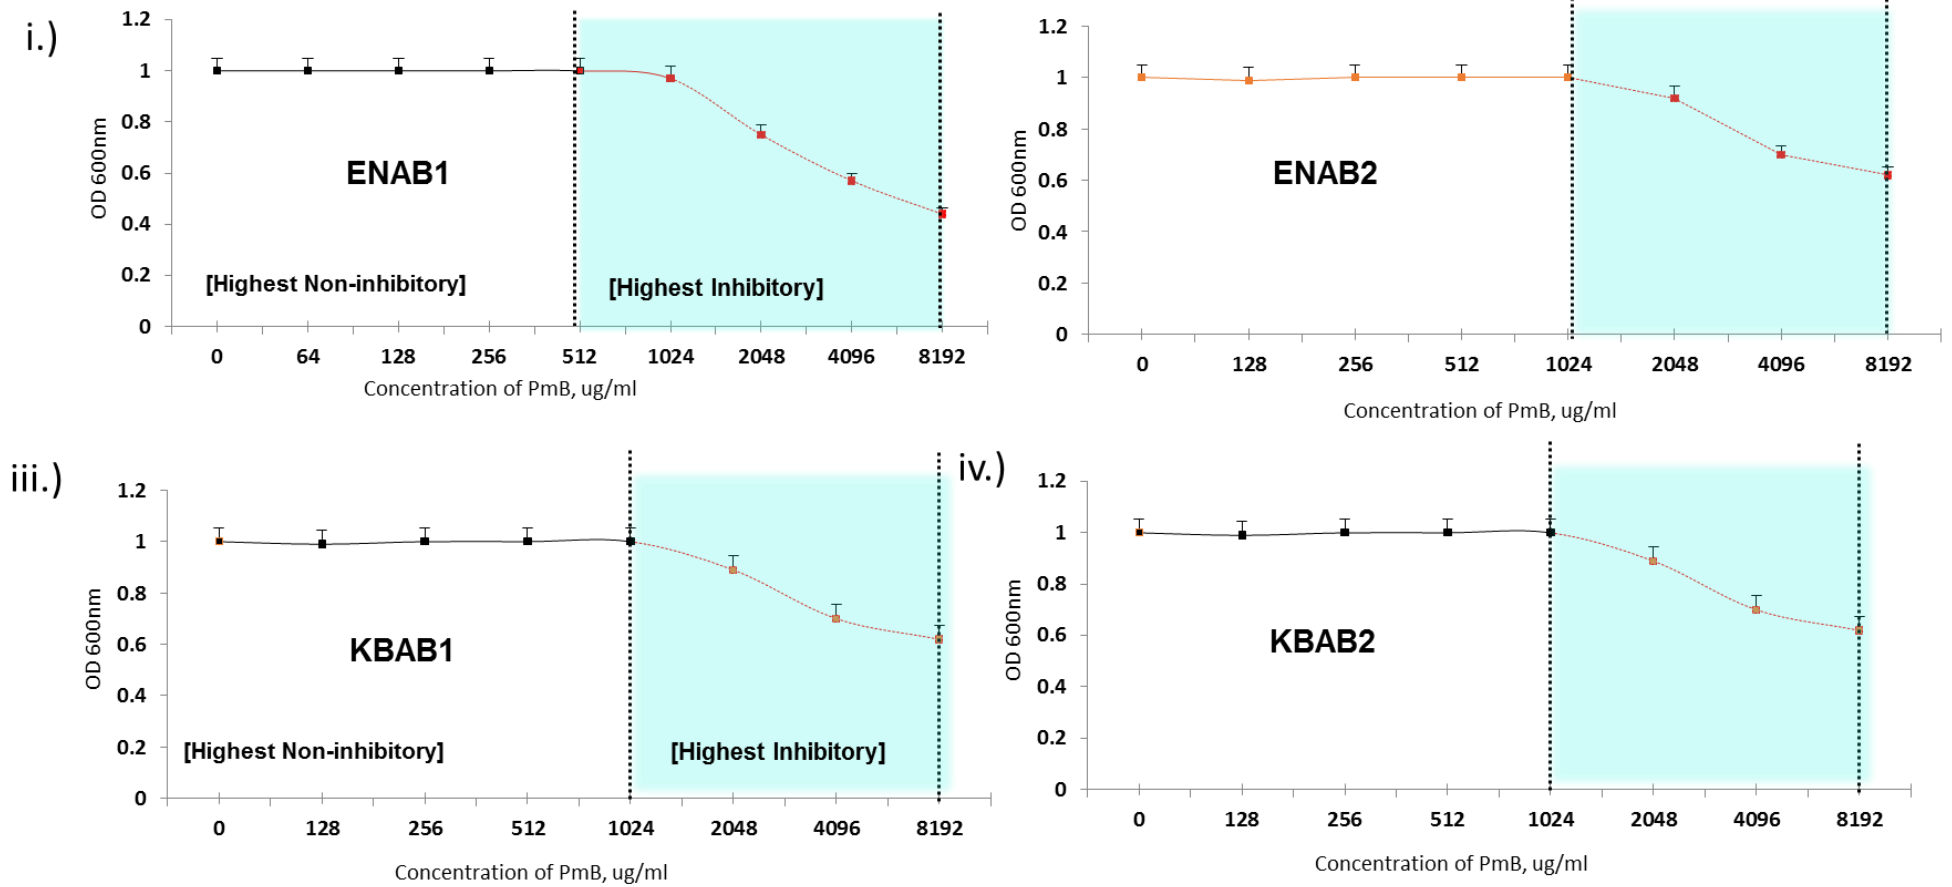 i.)
1.2
1
0.8
0.6
0.4
0.2
0
OD 600nm
ENAB1
[Highest Non-inhibitory]
[Highest Inhibitory]
0 64 128 256 512 1024 2048 4096 8192
Concentration of PmB, ug/ml
1.2
1
0.8
0.6
0.4
0.2
0
OD 600nm
ENAB2
0 128 256 512 1024 2048 4096 8192
Concentration of PmB, ug/ml
iii.)
1.2
1
0.8
0.6
0.4
0.2
0
OD 600nm
KBAB1
[Highest Non-inhibitory]
[Highest Inhibitory]
0 128 256 512 1024 2048 4096 8192
Concentration of PmB, ug/ml
iv.)
1.2
1
0.8
0.6
0.4
0.2
0
OD 600nm
KBAB2
0 128 256 512 1024 2048 4096 8192
Concentration of PmB, ug/ml